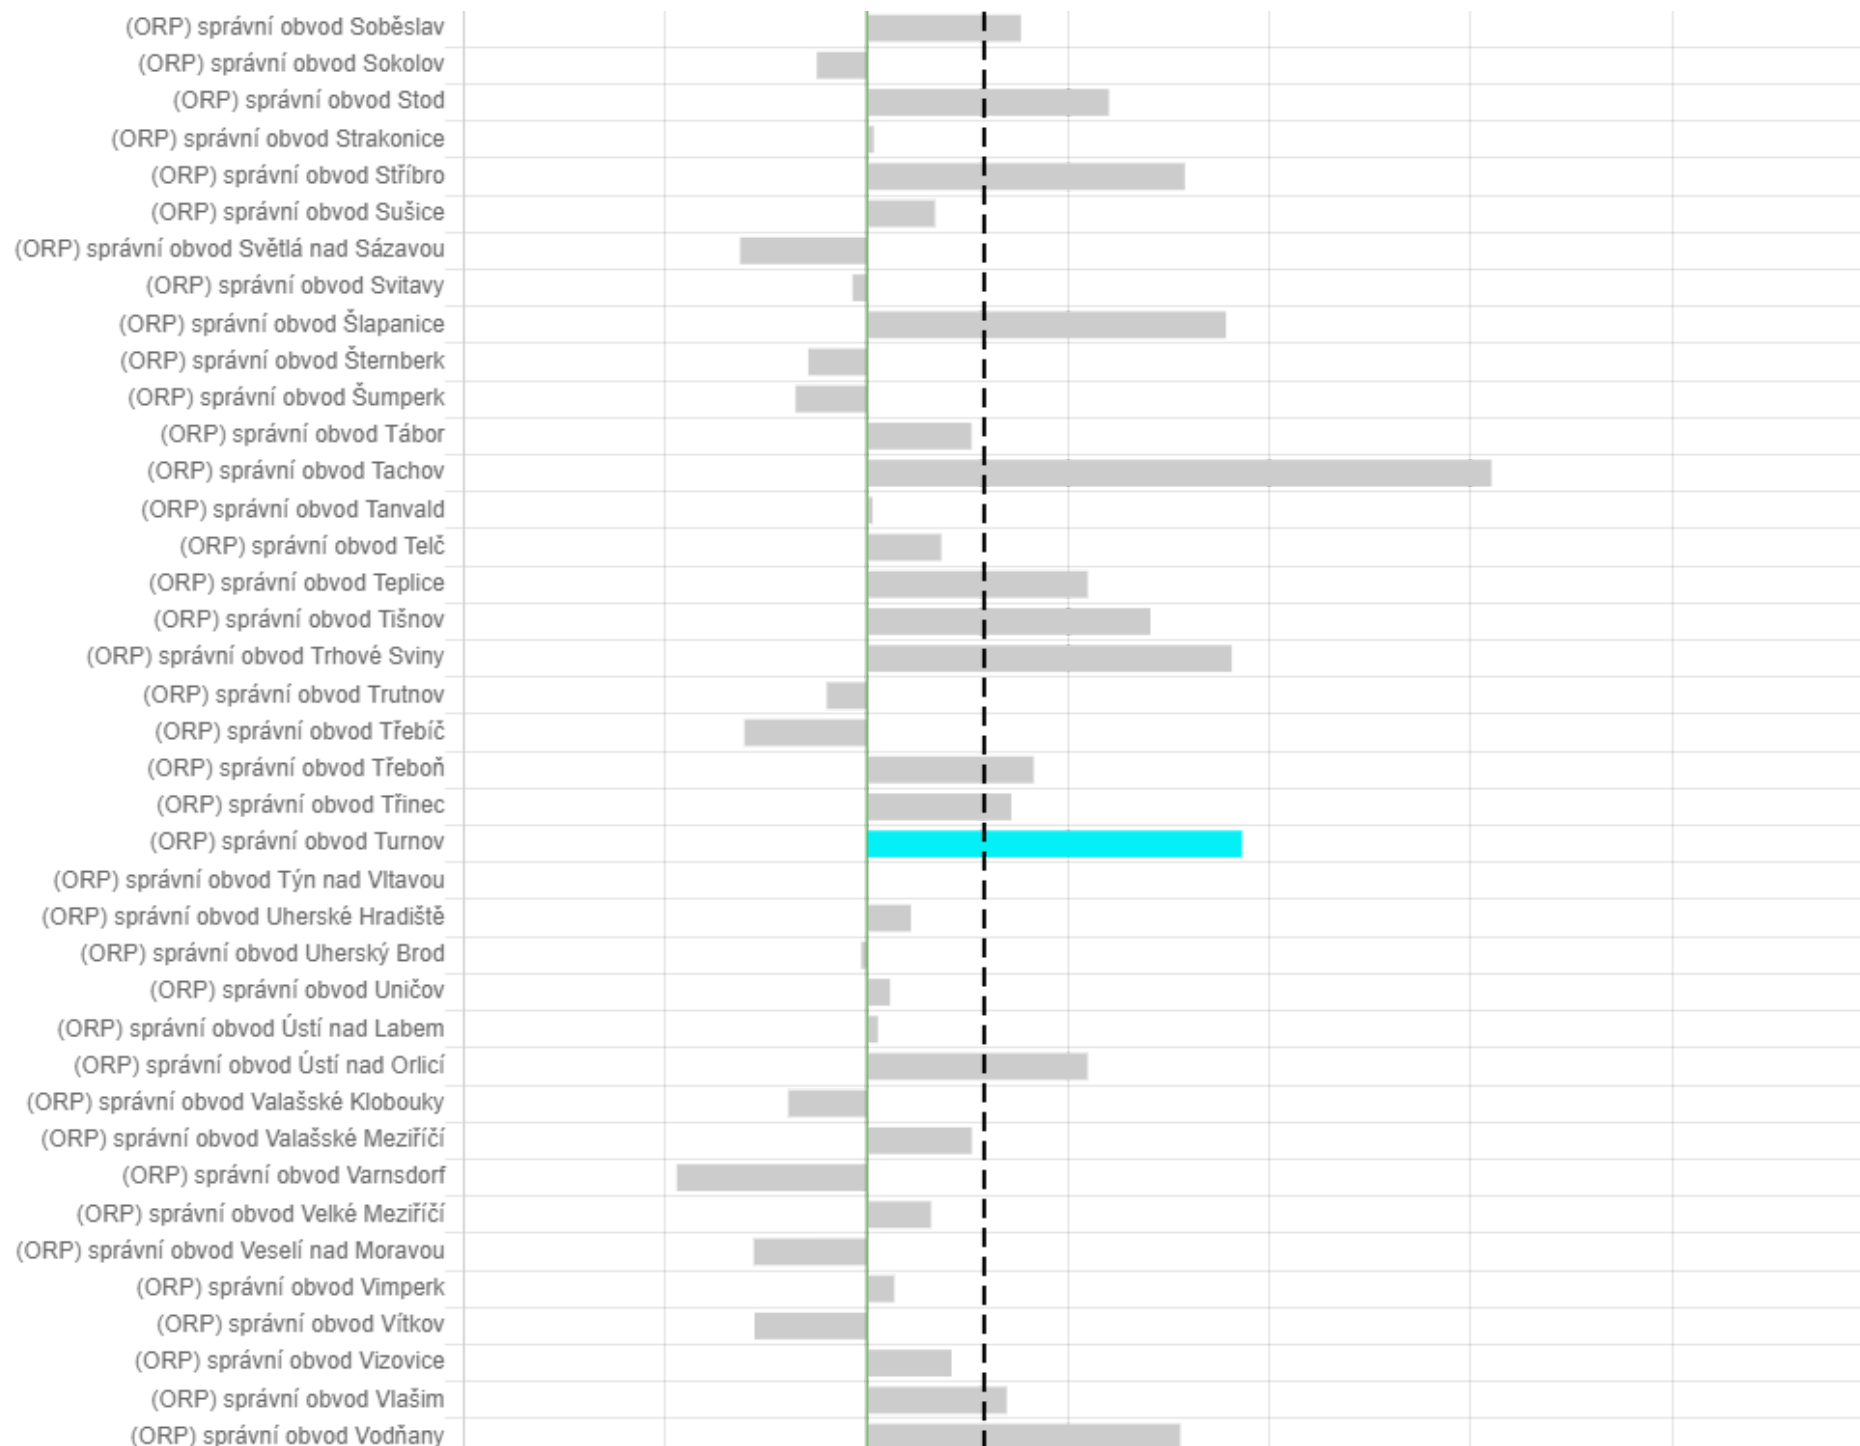 (ORP) správní obvod Soběslav
(ORP) správní obvod Sokolov
(ORP) správní obvod Stod
(ORP) správní obvod Strakonice
(ORP) správní obvod Stříbro
(ORP) správní obvod Sušice
(ORP) správní obvod Světlá nad Sázavou
(ORP) správní obvod Svitavy
(ORP) správní obvod Šlapanice
(ORP) správní obvod Šternberk
(ORP) správní obvod Šumperk
(ORP) správní obvod Tábor
(ORP) správní obvod Tachov
(ORP) správní obvod Tanvald
(ORP) správní obvod Telč
(ORP) správní obvod Teplice
(ORP) správní obvod Tišnov
(ORP) správní obvod Trhové Sviny
(ORP) správní obvod Trutnov
(ORP) správní obvod Třebíč
(ORP) správní obvod Třeboň
(ORP) správní obvod Třinec
(ORP) správní obvod Turnov
(ORP) správní obvod Týn nad Vltavou
(ORP) správní obvod Uherské Hradiště
(ORP) správní obvod Uherský Brod
(ORP) správní obvod Uničov
(ORP) správní obvod Ústí nad Labem
(ORP) správní obvod Ústí nad Orlicí
(ORP) správní obvod Valašské Klobouky
(ORP) správní obvod Valašské Meziříčí
(ORP) správní obvod Varnsdorf
(ORP) správní obvod Velké Meziříčí
(ORP) správní obvod Veselí nad Moravou
(ORP) správní obvod Vimperk
(ORP) správní obvod Vítkov
(ORP) správní obvod Vizovice
(ORP) správní obvod Vlašim
(ORP) správní obvod Vodňany